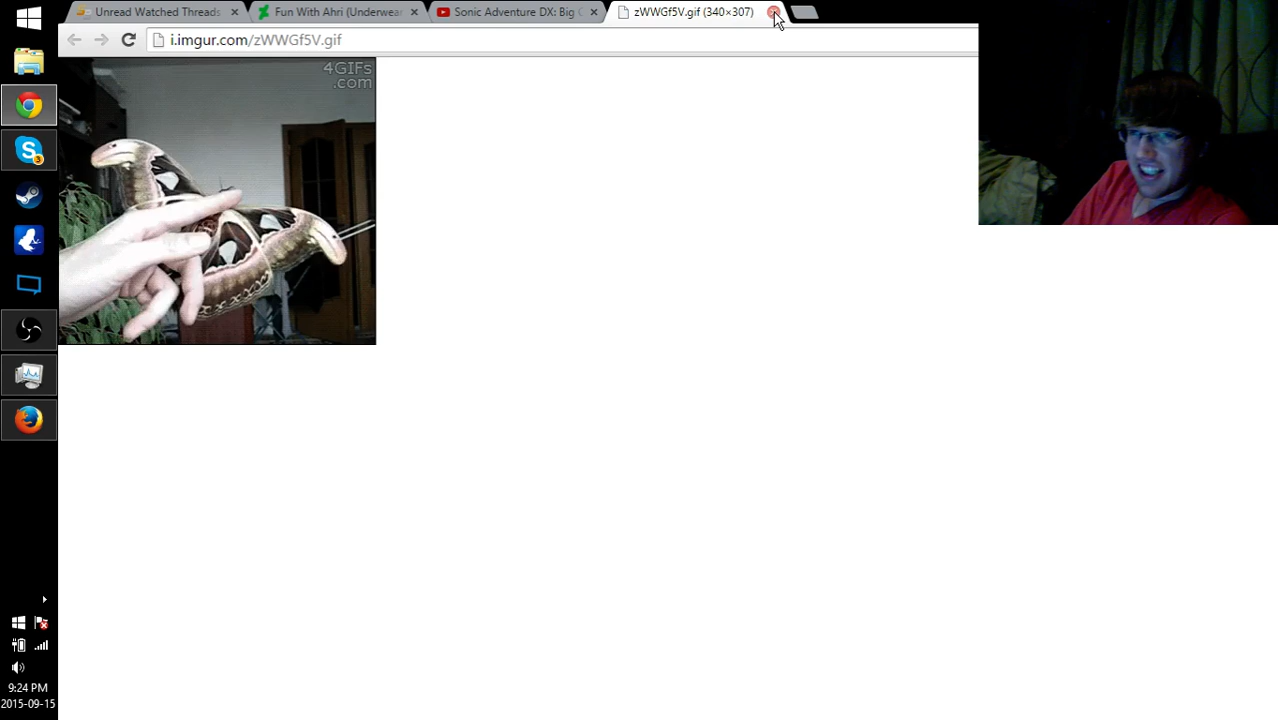 Unread Watched Threads
Fun With Ahri (Underwear
Sonic Adventure DX: Big
zWWGf5V.gif (340×307)
i.imgur.com/zWWGf5V.gif
4GIFs
.com
3
9:24 PM
2015-09-15